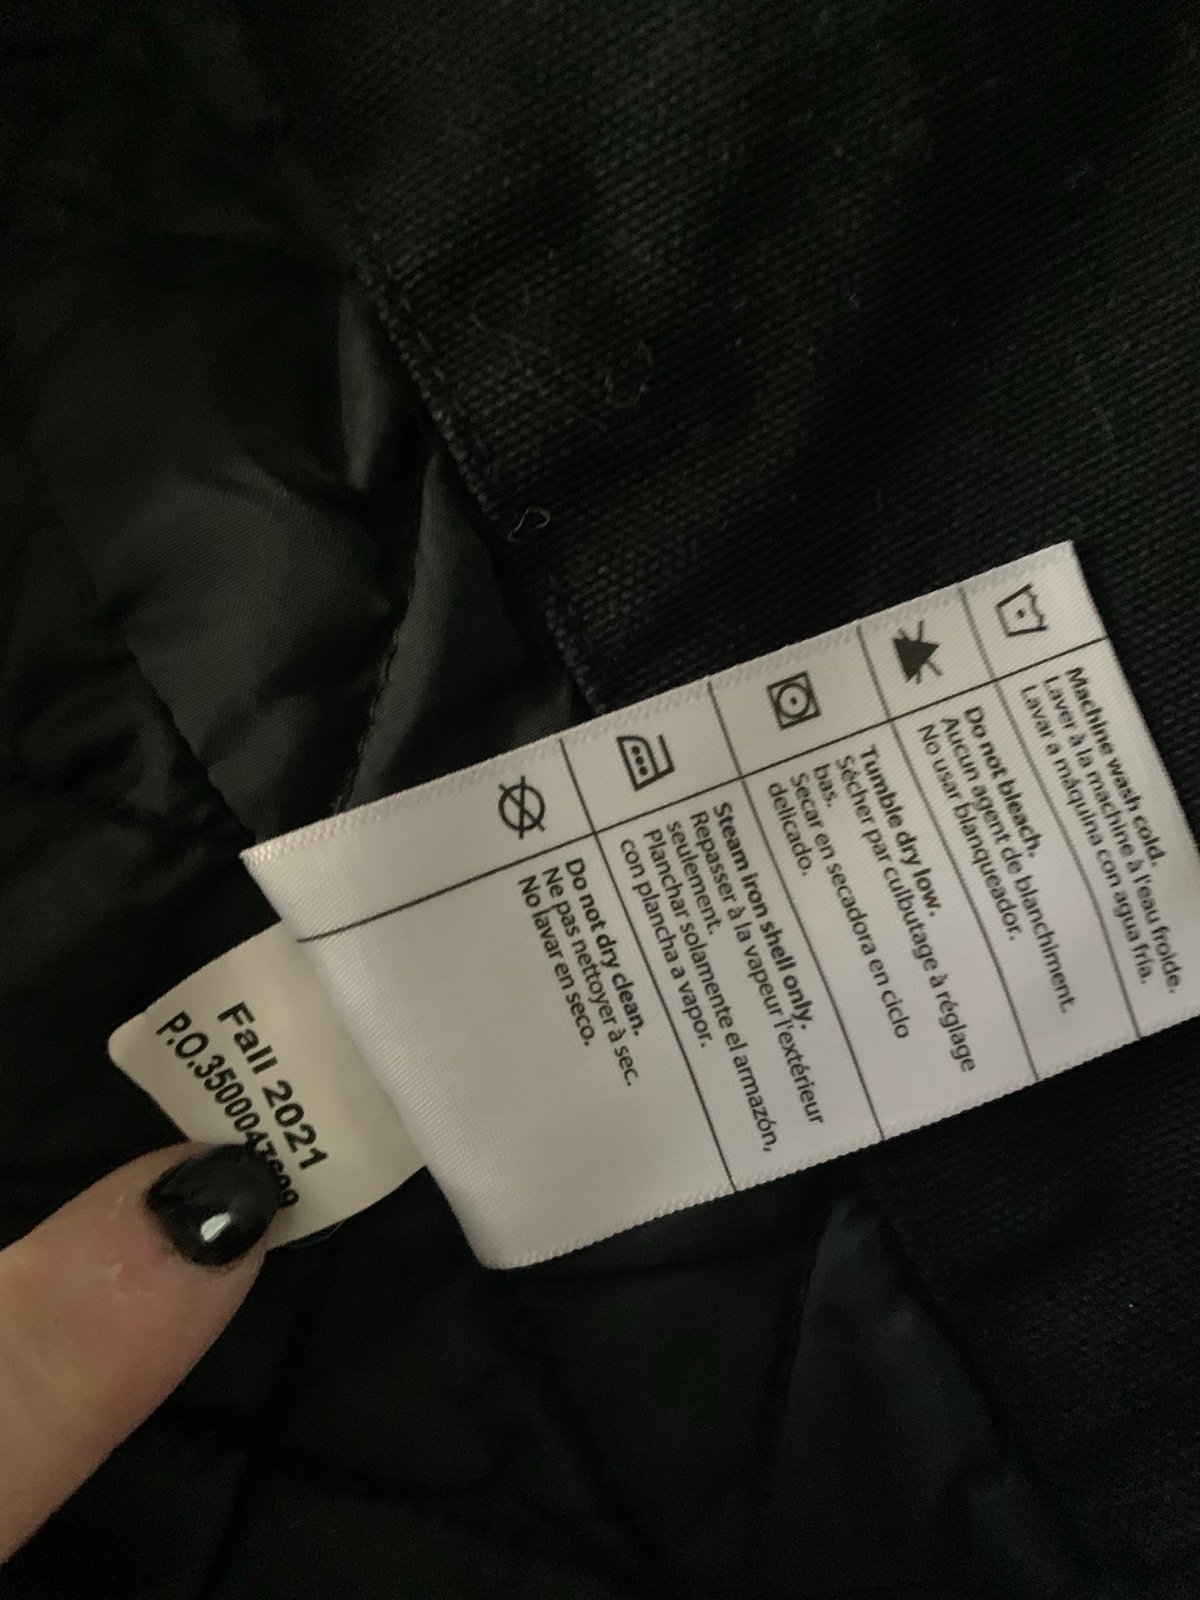 Machine wash cold.
Laver à la machine à l'eau froide.
Lavar a máquina con agua fría.
Do not bleach.
Aucun agent de blanchiment.
No usar blanqueador.
Tumble dry low.
Sécher par culbutage à réglage
bas.
Secar en secadora en ciclo
delicado.
Steam iron shell only.
Repasser à la vapeur l'extérieur
seulement.
Planchar solamente el armazón,
con plancha a vapor.
Do not dry clean.
Ne pas nettoyer à sec.
No lavar en seco.
Fall 2021